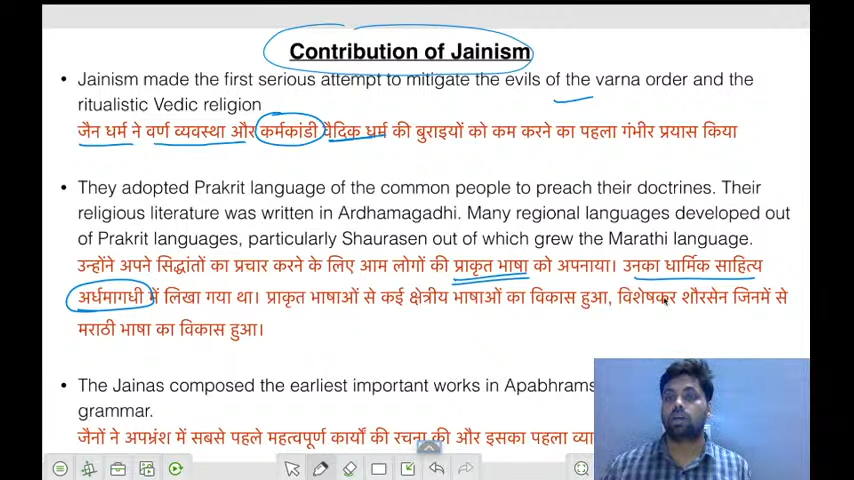 Contribution of Jainism
• Jainism made the first serious attempt to mitigate the evils of the varna order and the
ritualistic Vedic religion
जैन धर्म ने वर्ण व्यवस्था और कर्मकांडी वैदिक धर्म की बुराइयों को कम करने का पहला गंभीर प्रयास किया
• They adopted Prakrit language of the common people to preach their doctrines. Their
religious literature was written in Ardhamagadhi. Many regional languages developed out
of Prakrit languages, particularly Shaurasen out of which grew the Marathi language.
उन्होंने अपने सिद्धांतों का प्रचार करने के लिए आम लोगों की प्राकृत भाषा को अपनाया। उनका धार्मिक साहित्य
अर्धमागधी में लिखा गया था। प्राकृत भाषाओं से कई क्षेत्रीय भाषाओं का विकास हुआ, विशेषकर शौरसेन जिनमें से
मराठी भाषा का विकास हुआ।
• The Jainas composed the earliest important works in
grammar.
जैनों ने अपभ्रंश में सबसे पहले महत्वपूर्ण कार्यों की रचना की और इसका पहला